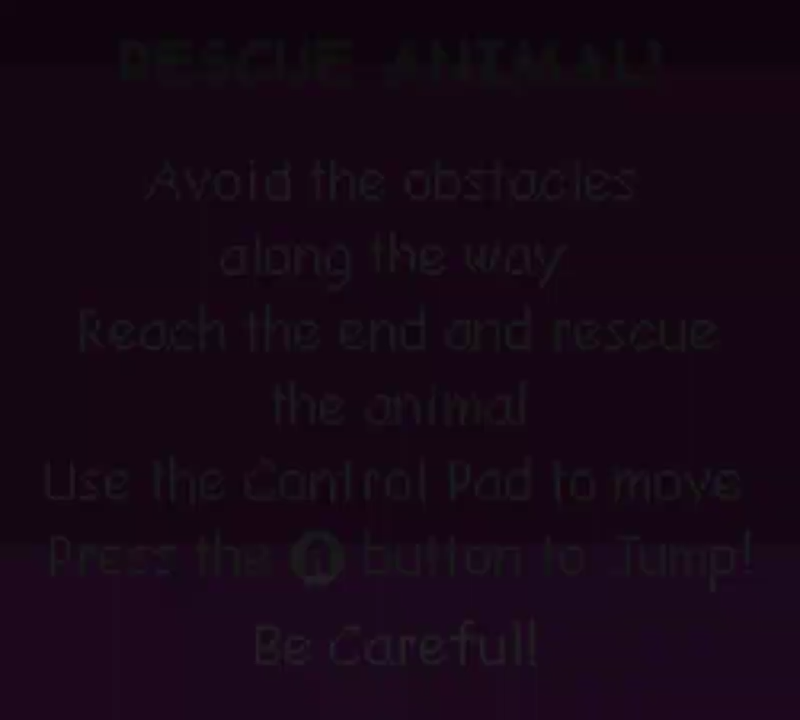 RESCUE ANIMAL!
Avoid the obstacles
along the way
Reach the end and rescue
the animal
Use the Control Pad to move
Press the A button to Jump!
Be Careful!